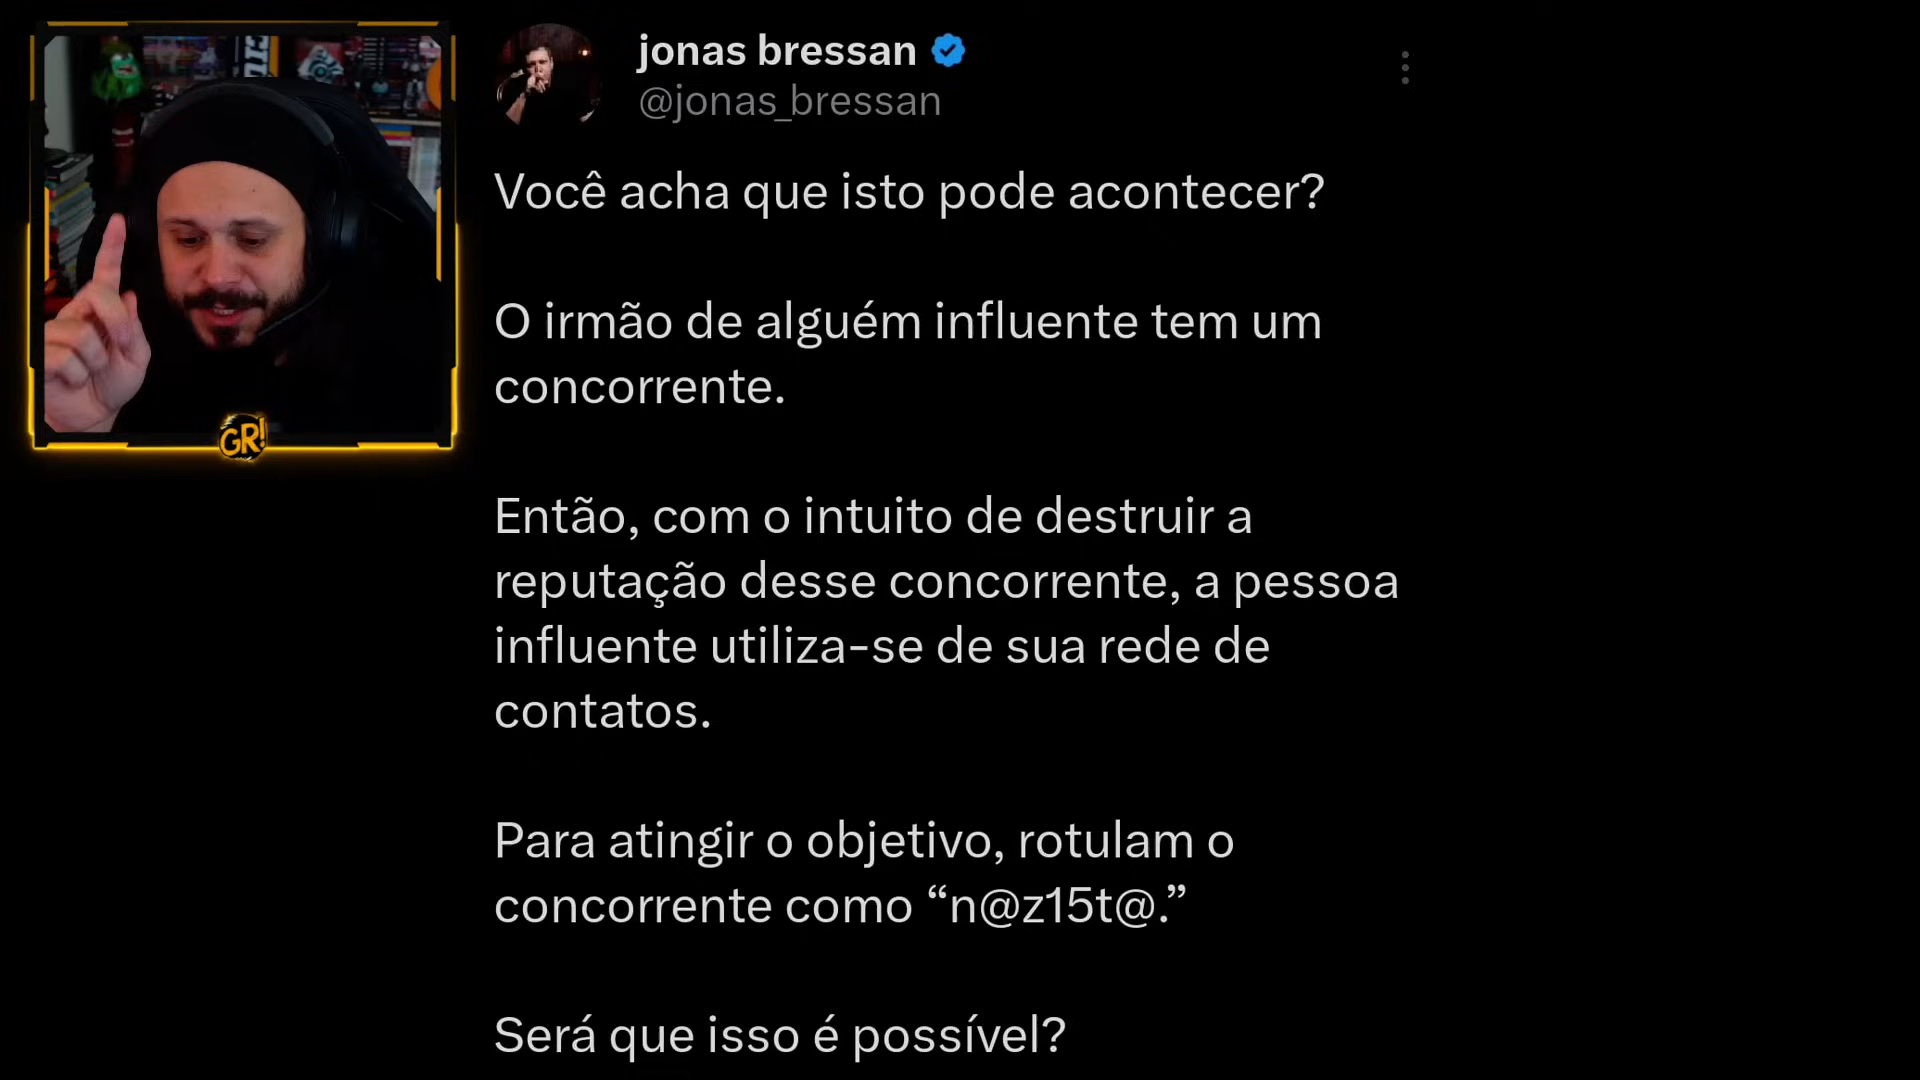 jonas bressan
@jonas_bressan
Você acha que isto pode acontecer?
O irmão de alguém influente tem um
concorrente.
Então, com o intuito de destruir a
reputação desse concorrente, a pessoa
influente utiliza-se de sua rede de
contatos.
Para atingir o objetivo, rotulam o
concorrente como “n@z15t@.”
Será que isso é possível?
GR!